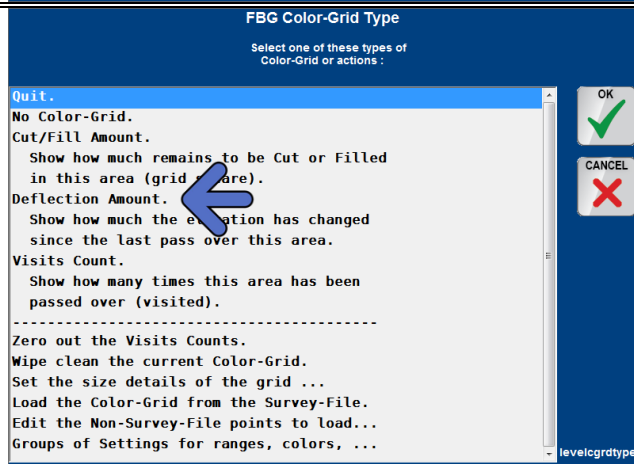 FBG Color-Grid Type
Select one of these types of
Color-Grid or actions :
Quit.
No Color-Grid.
Cut/Fill Amount.
Show how much remains to be Cut or Filled
in this area (grid
Deflection Amount.
Show how much the has changed
since the last pass over this area.
Visits Count.
Show how many times this area has been
passed over (visited).
-----------------------------------------
Zero out the Visits Counts.
Wipe clean the current Color-Grid.
Set the size details of the grid ...
Load the Color-Grid from the Survey-File.
Edit the Non-Survey-File points to load...
Groups of Settings for ranges, colors, ...
OK
CANCEL
levelcgrdtype